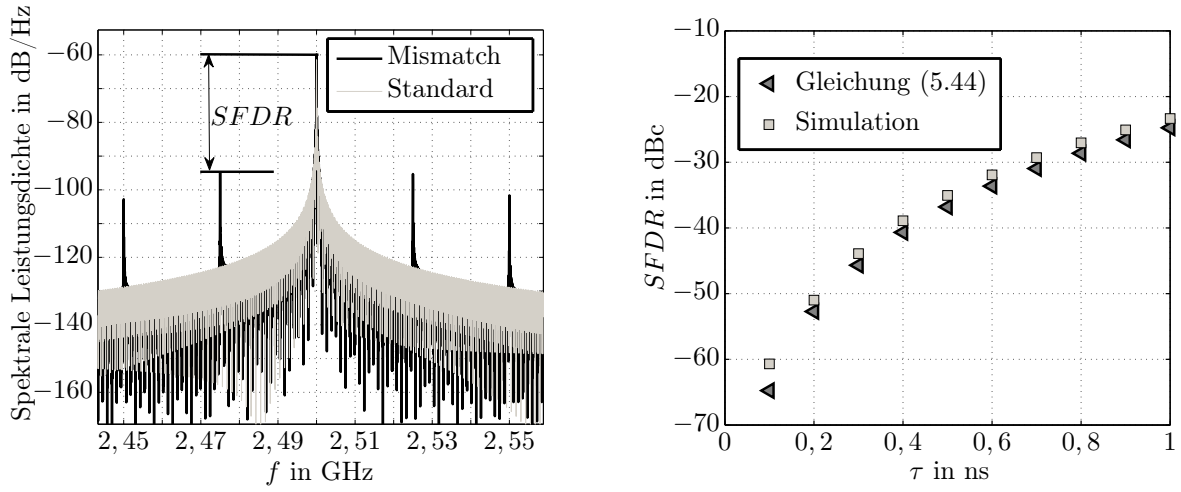 Spektrale Leistungsdichte in dB/Hz
−60
−80
−100
−120
−140
−160
SFDR
Mismatch
Standard
2, 45
2, 47
2, 49
2, 51
2, 53
2, 55
f in GHz
SFDR in dBc
−10
−20
−30
−40
−50
−60
−70
Gleichung (5.44)
Simulation
0
0, 2
0, 4
0, 6
0, 8
1
τ in ns